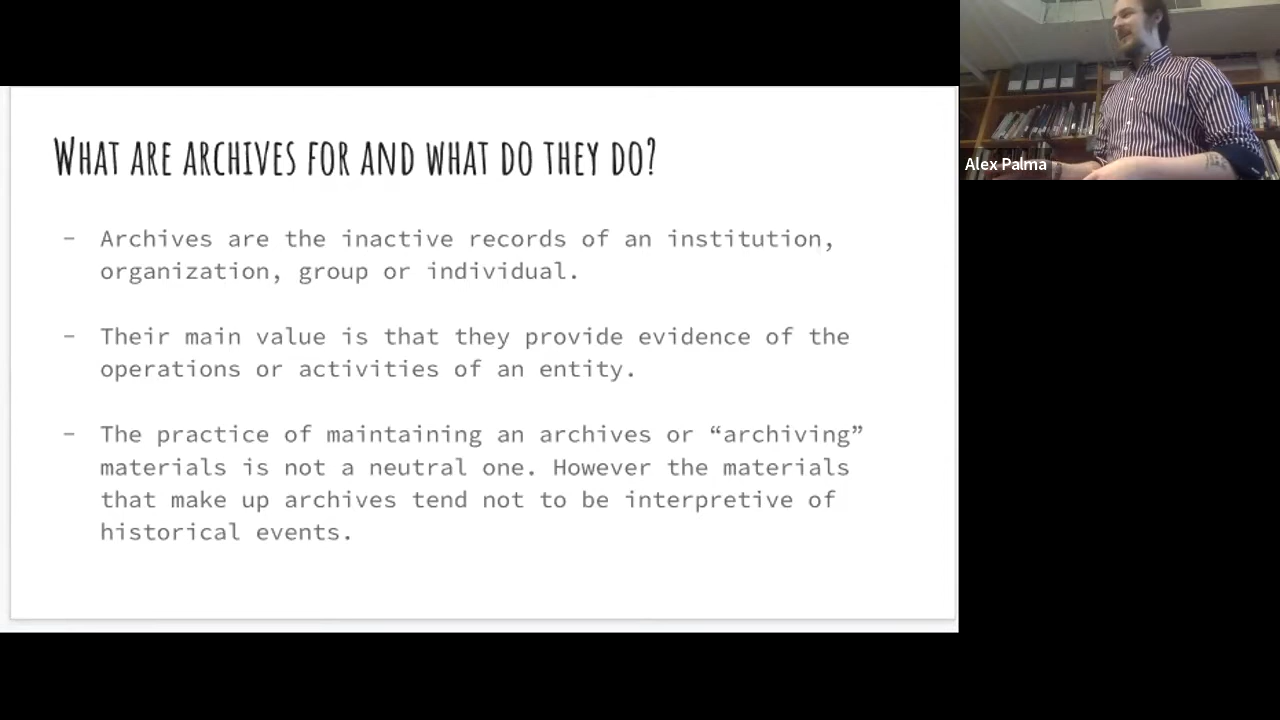 What are archives for and what do they do?
- Archives are the inactive records of an institution,
organization, group or individual.
- Their main value is that they provide evidence of the
operations or activities of an entity.
- The practice of maintaining an archives or “archiving”
materials is not a neutral one. However the materials
that make up archives tend not to be interpretive of
historical events.
Alex Palma